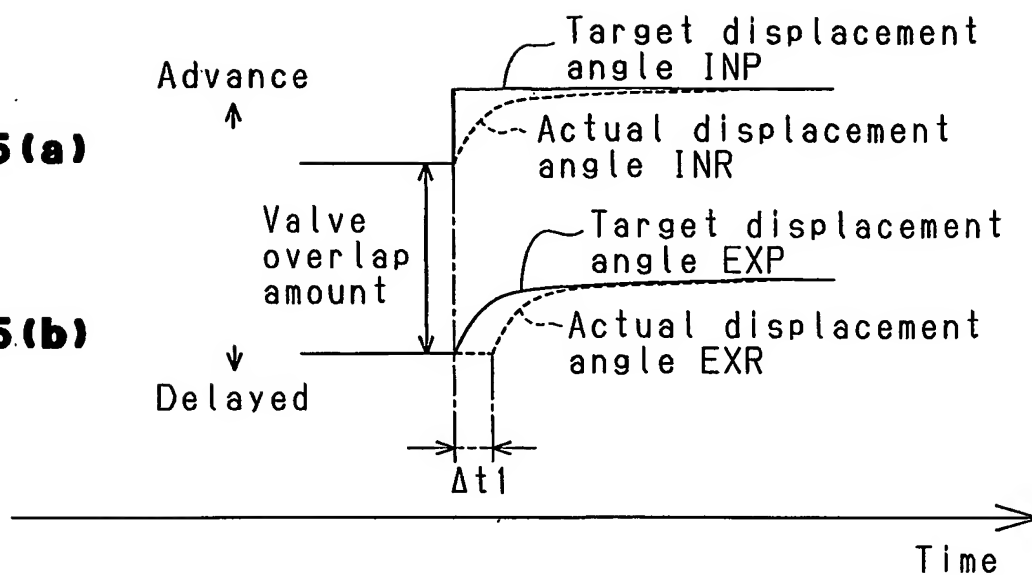 Target displacement
angle INP
Advance
5(a)
Actual displacement
angle INR
Valve
overlap
amount
Target displacement
angle EXP
5(b)
Actual displacement
angle EXR
Delayed
Δt1
Time